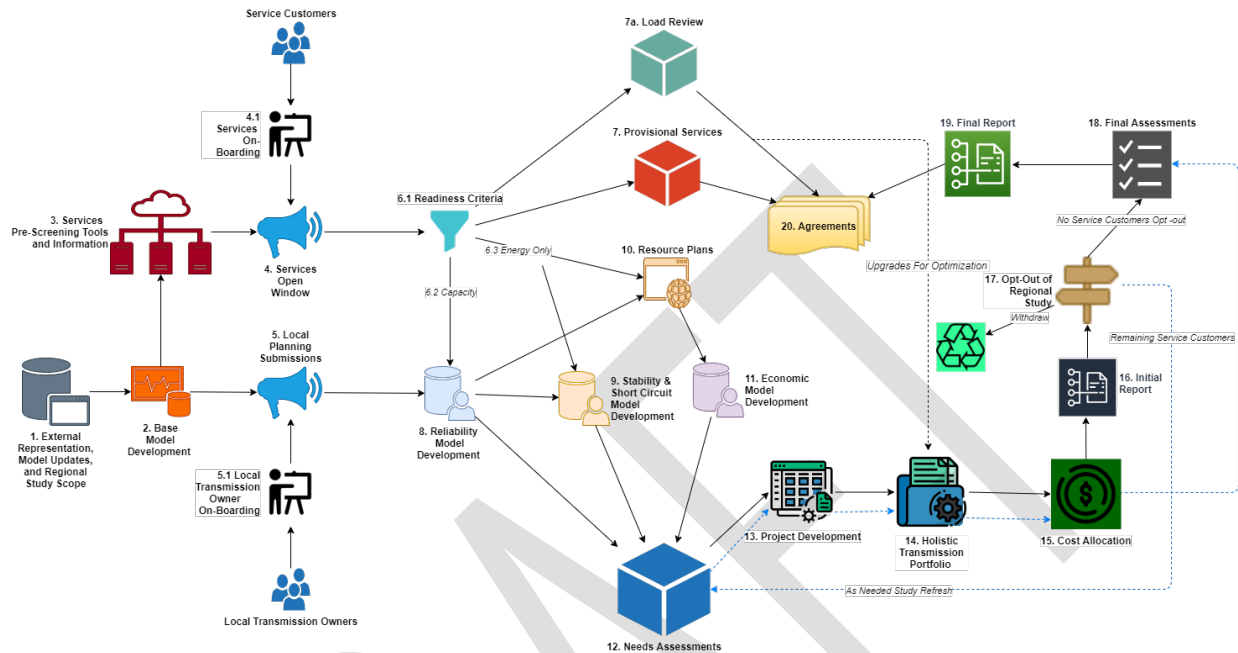 Service Customers
7a. Load Review
4.1
Services
On-
Boarding
7. Provisional Services
19. Final Report
18. Final Assessments
3. Services
Pre-Screening Tools
and Information
6.1 Readiness Criteria
4. Services
Open
Window
6.3 Energy Only
10. Resource Plans
20. Agreements
No Service Customers Opt -out
Upgrades For Optimization
17. Opt-Out of
Regional
Study
Withdraw
6.2 Capacity
5. Local
Planning
Submissions
Remaining Service Customers
1. External
Representation,
Model Updates,
and Regional
Study Scope
2. Base
Model
Development
8. Reliability
Model
Development
9. Stability &
Short Circuit
Model
Development
11. Economic
Model
Development
16. Initial
Report
5.1 Local
Transmission
Owner
On-Boarding
13. Project Development
14. Holistic
Transmission
Portfolio
$
15. Cost Allocation
As Needed Study Refresh
Local Transmission Owners
12. Needs Assessments